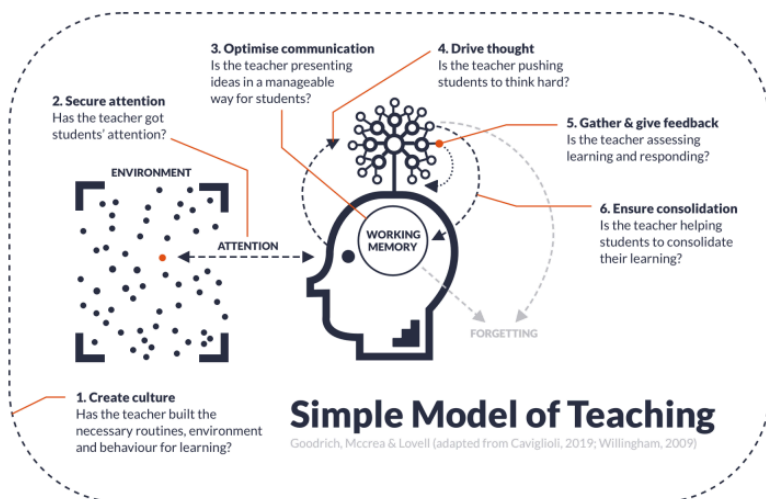 3. Optimise communication
Is the teacher presenting
ideas in a manageable
way for students?
4. Drive thought
Is the teacher pushing
students to think hard?
2. Secure attention
Has the teacher got
students' attention?
5. Gather & give feedback
Is the teacher assessing
learning and responding?
ENVIRONMENT
ATTENTION
WORKING
MEMORY
6. Ensure consolidation
Is the teacher helping
students to consolidate
their learning?
FORGETTING
1. Create culture
Has the teacher built the
necessary routines, environment
and behaviour for learning?
Simple Model of Teaching
Goodrich, Mccrea & Lovell (adapted from Caviglioli, 2019; Willingham, 2009)